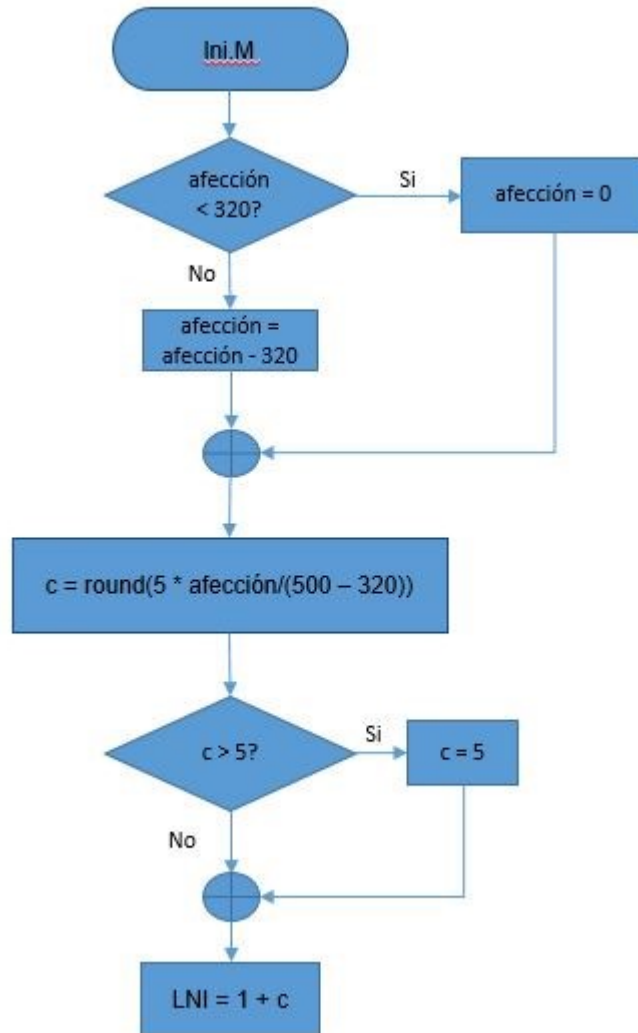 Ini.M
afección
< 320?
Si
afección = 0
No
afección =
afección - 320
c = round(5 * afección/(500 – 320))
c > 5?
Si
c = 5
No
LNI = 1 + c